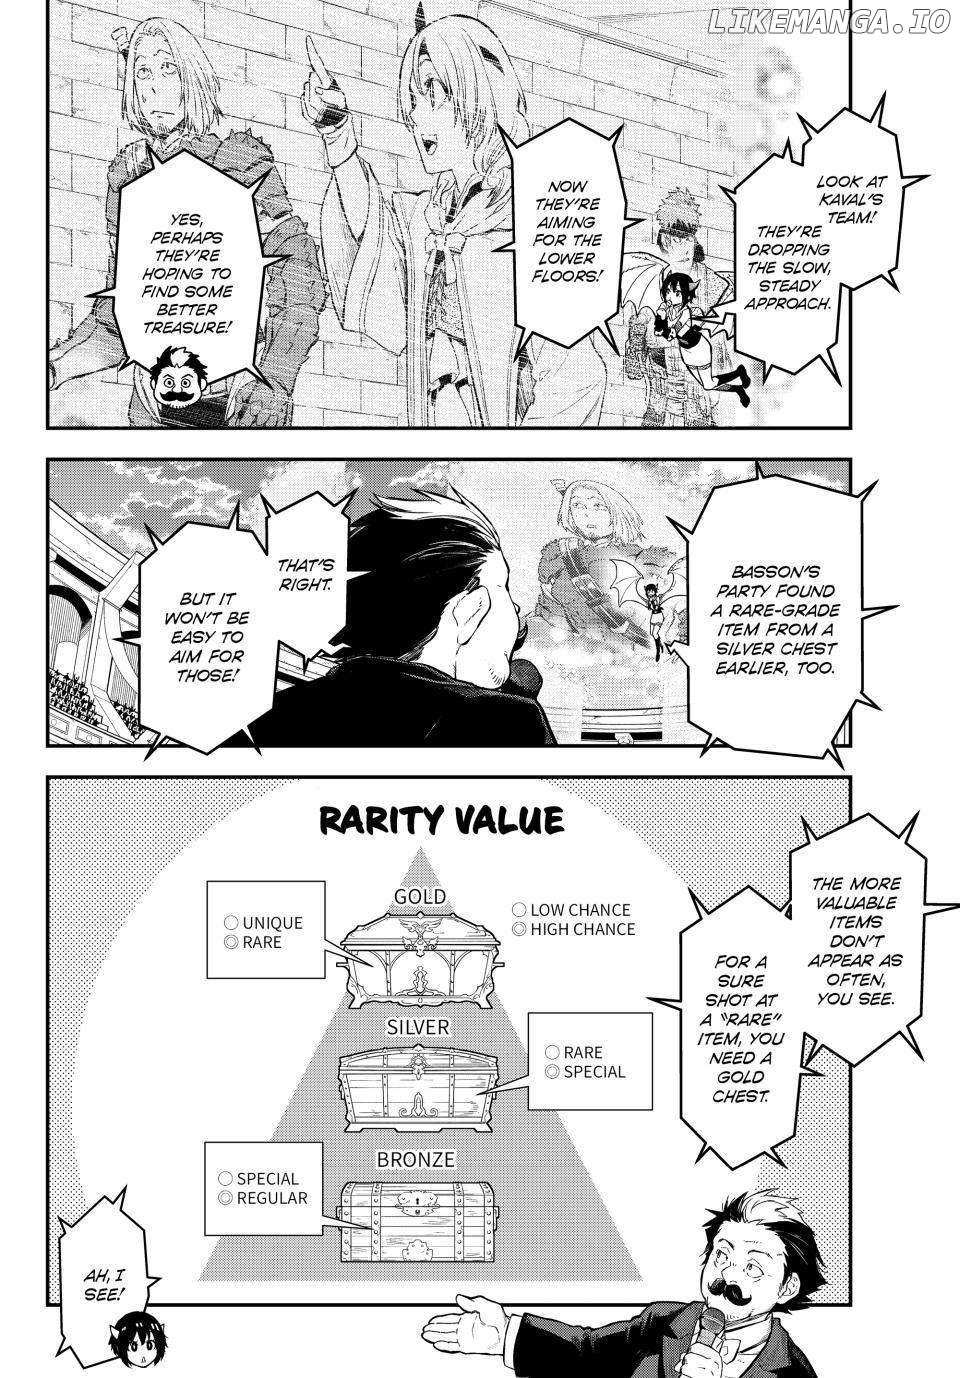 LIKEMANGA.IO
LOOK AT
KAVAL'S
TEAM!
THEY'RE
DROPPING
THE SLOW,
STEADY
APPROACH.
NOW
THEY'RE
AIMING
FOR THE
LOWER
FLOORS!
YES,
PERHAPS
THEY'RE
HOPING TO
FIND SOME
BETTER
TREASURE!
BASSON'S
PARTY FOUND
A RARE-GRADE
ITEM FROM A
SILVER CHEST
EARLIER, TOO.
THAT'S
RIGHT.
BUT IT
WON'T BE
EASY TO
AIM FOR
THOSE!
THE MORE
VALUABLE
ITEMS
DON'T
APPEAR AS
OFTEN,
YOU SEE.
FOR A
SURE
SHOT AT
A "RARE"
ITEM, YOU
NEED A
GOLD
CHEST.
RARITY VALUE
GOLD
○ UNIQUE
◎ RARE
○ LOW CHANCE
◎ HIGH CHANCE
SILVER
○ RARE
◎ SPECIAL
BRONZE
○ SPECIAL
◎ REGULAR
AH, I
SEE!